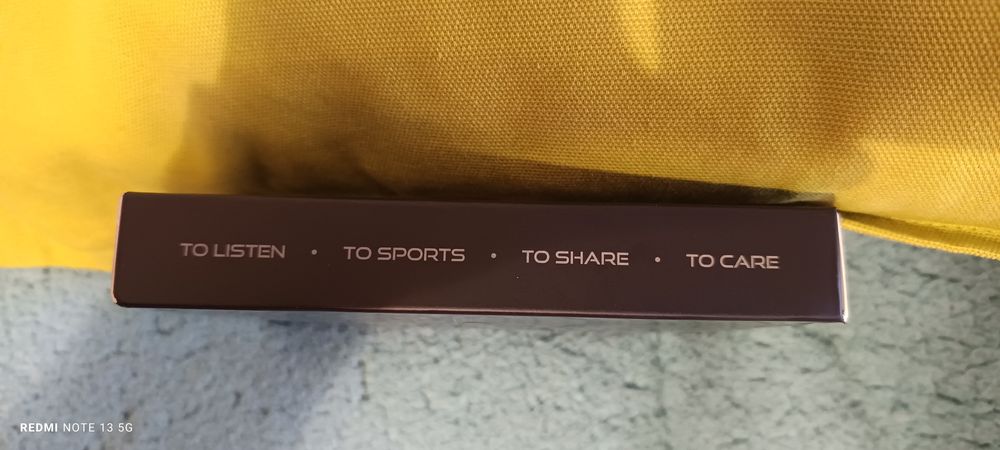 TO LISTEN • TO SPORTS • TO SHARE • TO CARE
REDMI NOTE 13 5G